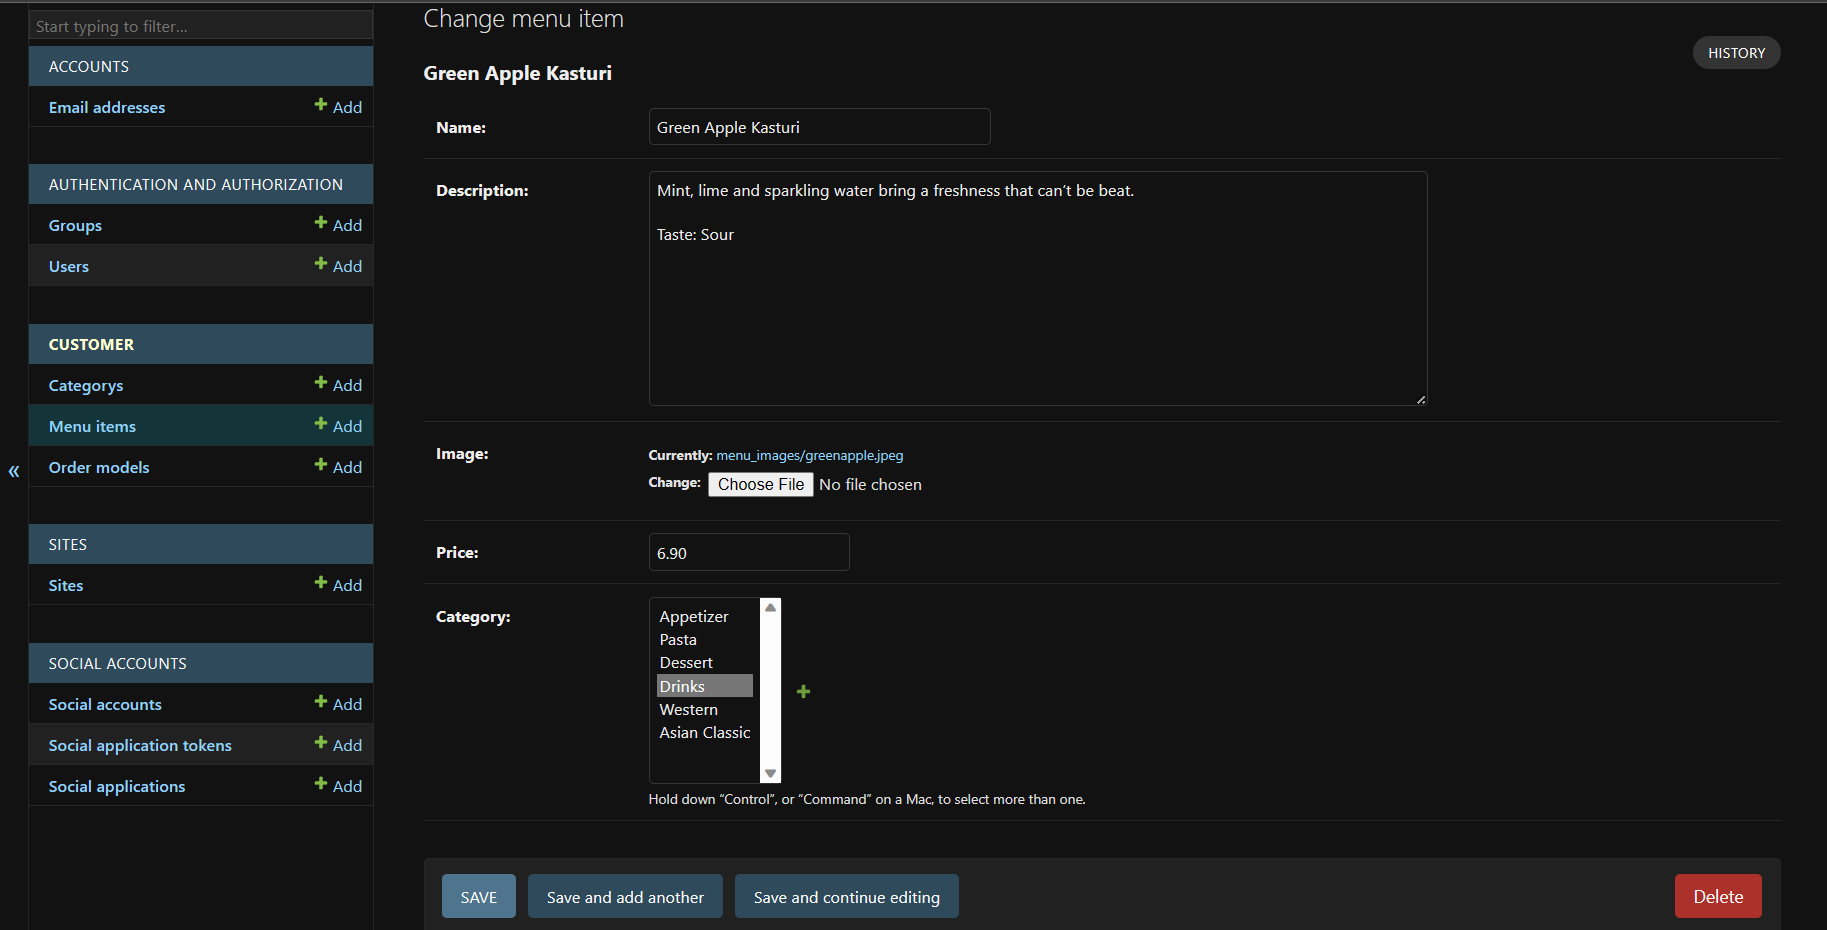 Start typing to filter...
ACCOUNTS
Email addresses
Add
AUTHENTICATION AND AUTHORIZATION
Groups
Add
Users
Add
CUSTOMER
Categorys
Add
Menu items
Add
Order models
Add
SITES
Sites
Add
SOCIAL ACCOUNTS
Social accounts
Add
Social application tokens
Add
Social applications
Add
«
Change menu item
HISTORY
Green Apple Kasturi
Name:
Green Apple Kasturi
Description:
Mint, lime and sparkling water bring a freshness that can’t be beat.
Taste: Sour
Image:
Currently: menu_images/greenapple.jpeg
Change: Choose File No file chosen
Price:
6.90
Category:
Appetizer
Pasta
Dessert
Drinks
Western
Asian Classic
Hold down “Control”, or “Command” on a Mac, to select more than one.
SAVE
Save and add another
Save and continue editing
Delete